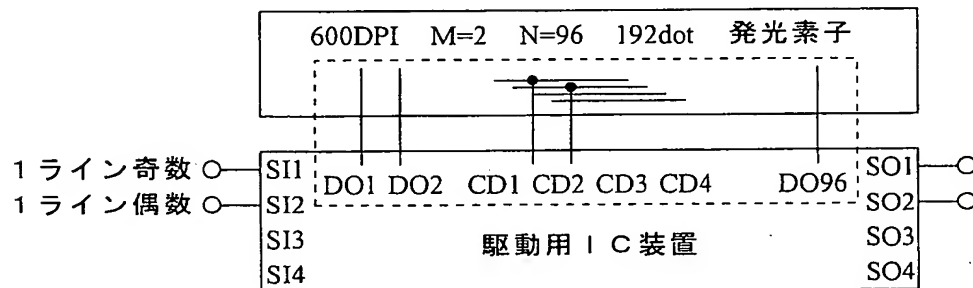 600DPI M=2 N=96 192dot 発光素子
1ライン奇数 SI1 DO1 DO2 CD1 CD2 CD3 CD4 DO96 SO1
1ライン偶数 SI2 SO2
SI3 駆動用IC装置 SO3
SI4 SO4